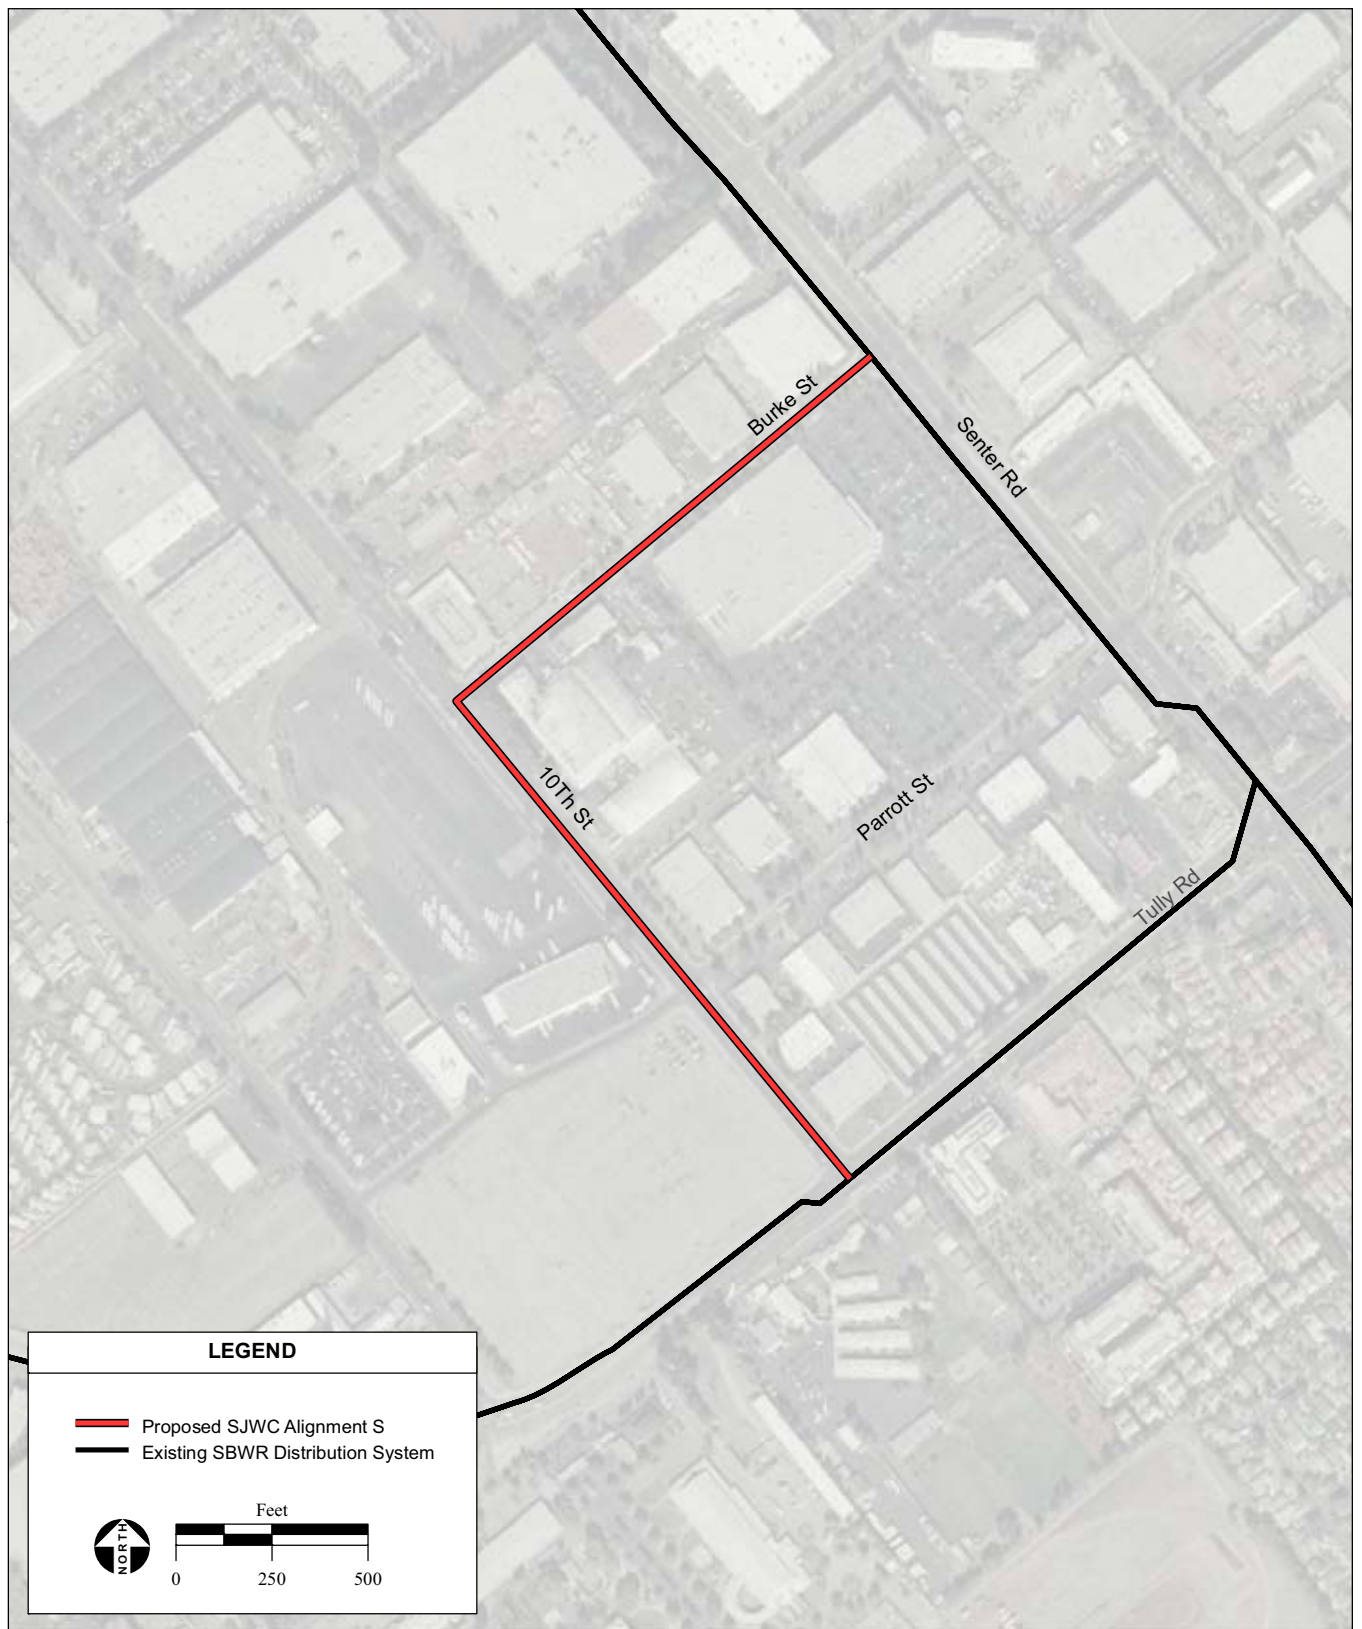 Burke St
Senter Rd
10Th St
Parrott St
Tully Rd
LEGEND
Proposed SJWC Alignment S
Existing SBWR Distribution System
Feet
NORTH
0 250 500